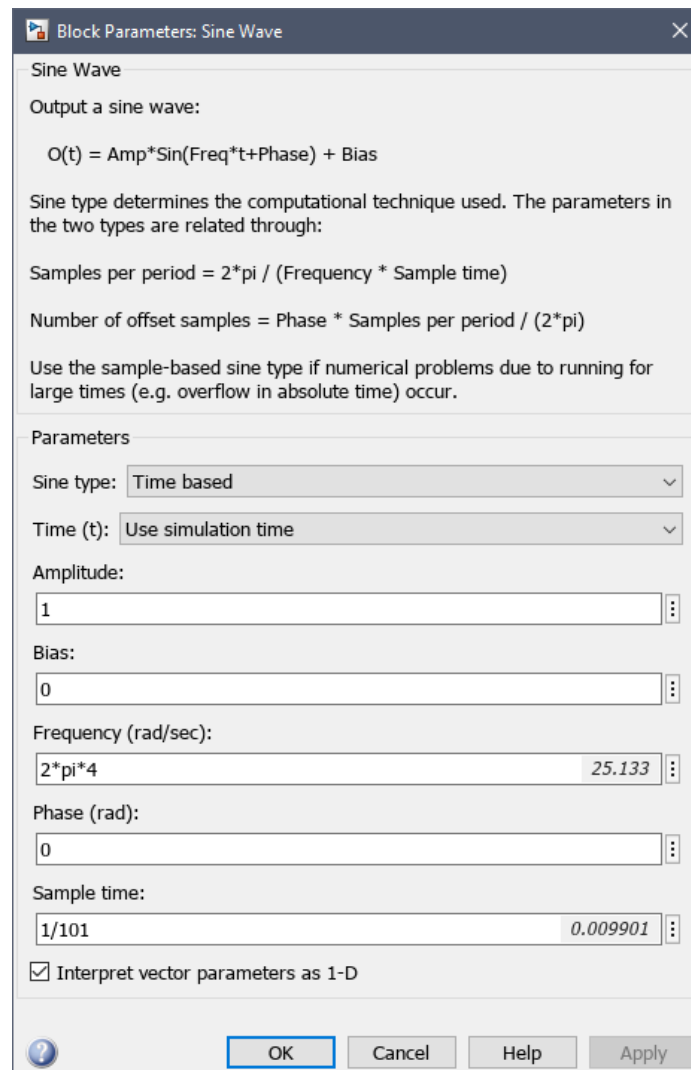 Block Parameters: Sine Wave
Sine Wave
Output a sine wave:
O(t) = Amp*Sin(Freq*t+Phase) + Bias
Sine type determines the computational technique used. The parameters in
the two types are related through:
Samples per period = 2*pi / (Frequency * Sample time)
Number of offset samples = Phase * Samples per period / (2*pi)
Use the sample-based sine type if numerical problems due to running for
large times (e.g. overflow in absolute time) occur.
Parameters
Sine type: Time based
Time (t): Use simulation time
Amplitude:
1
Bias:
0
Frequency (rad/sec):
2*pi*4 25.133
Phase (rad):
0
Sample time:
1/101 0.009901
Interpret vector parameters as 1-D
OK Cancel Help Apply